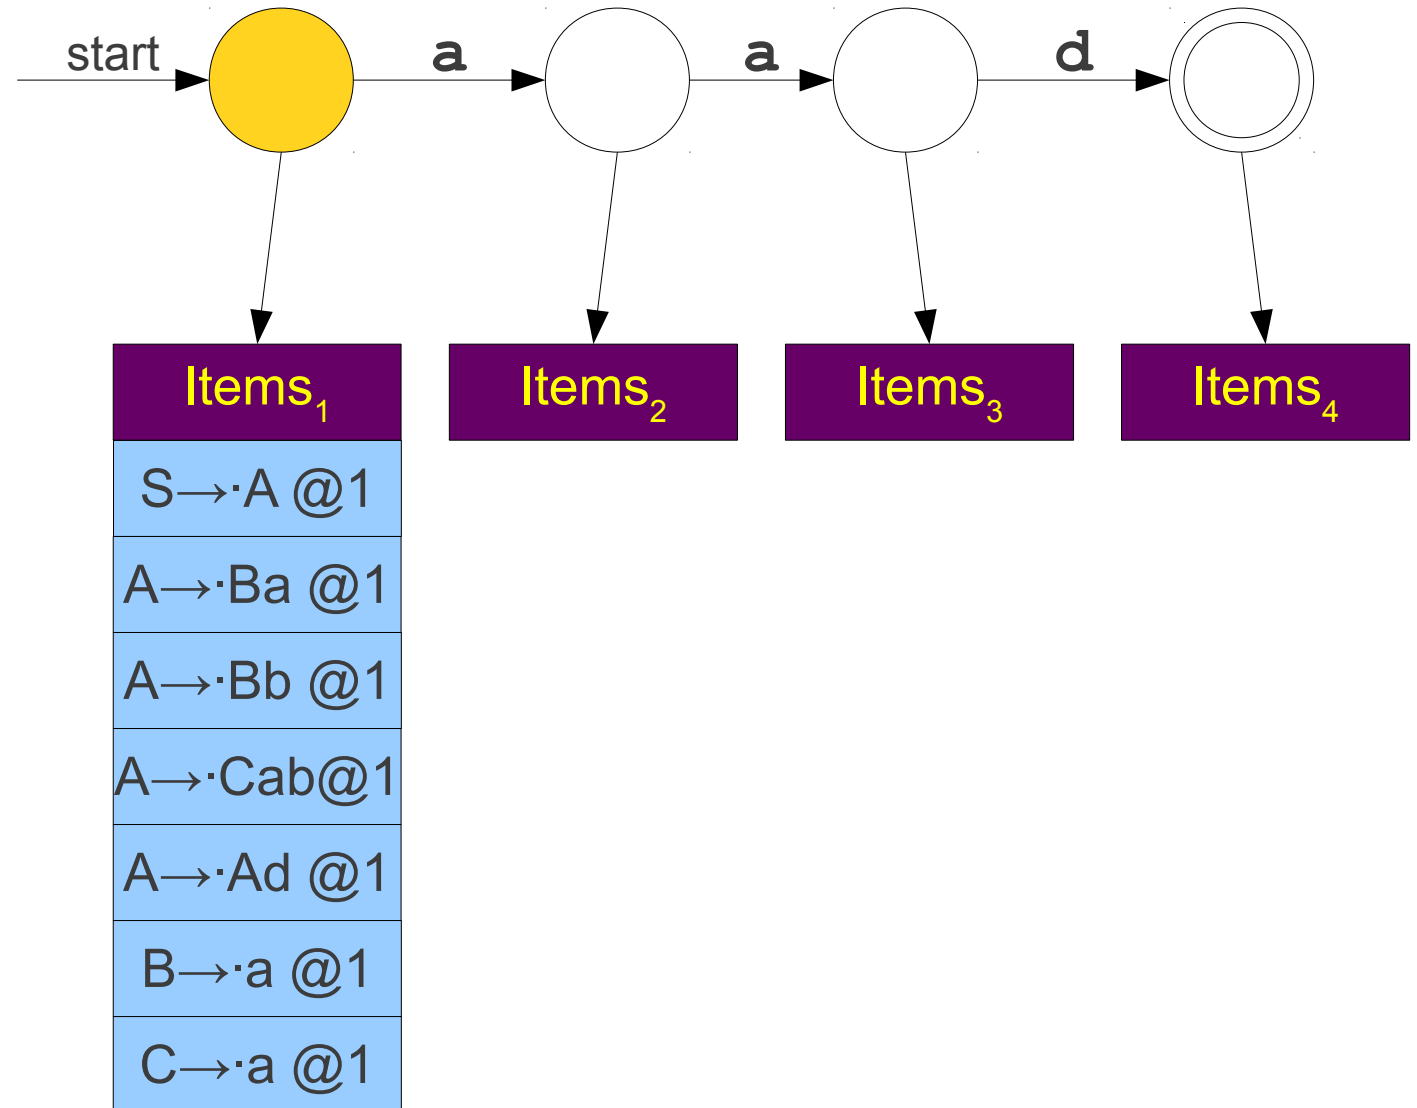 start a a d
Items₁ Items₂ Items₃ Items₄
S→·A @1
A→·Ba @1
A→·Bb @1
A→·Cab@1
A→·Ad @1
B→·a @1
C→·a @1